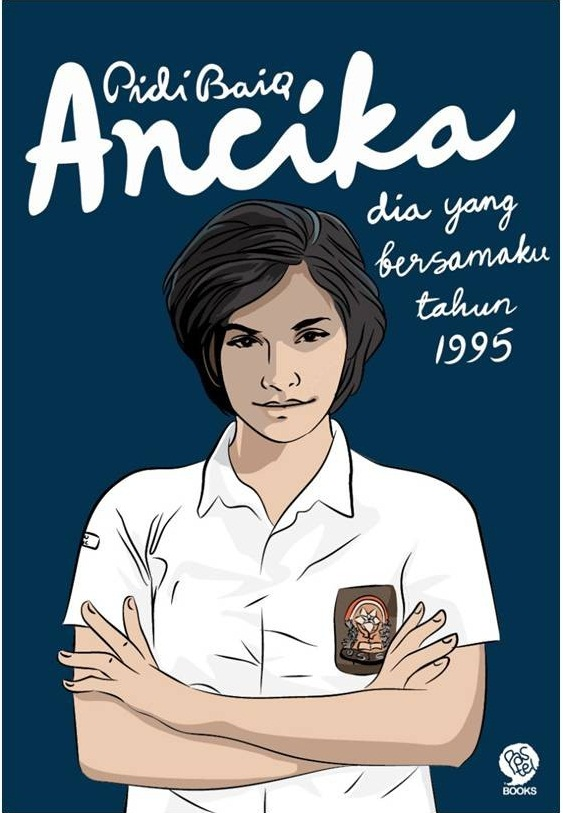 Pidi Baiq
Ancika
dia yang
bersamaku
tahun
1995
Pastel
BOOKS